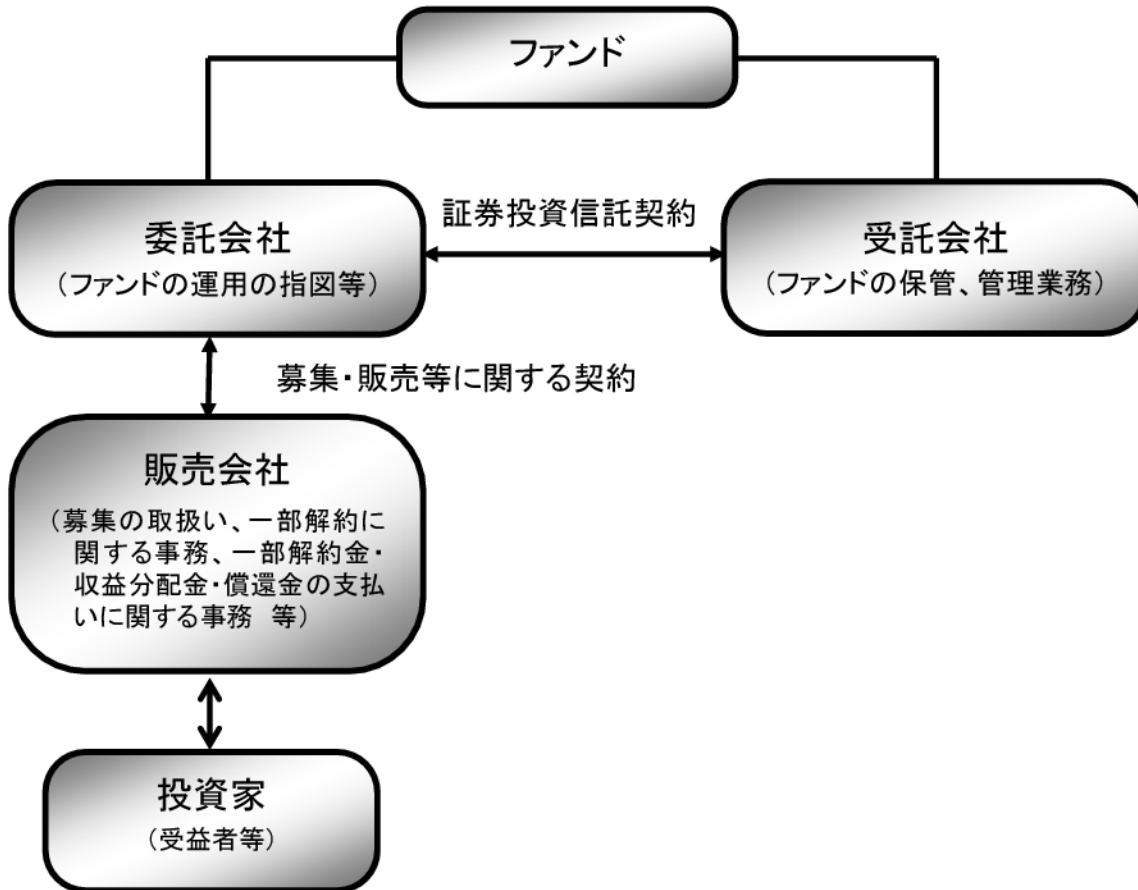 ファンド
委託会社
（ファンドの運用の指図等）
証券投資信託契約
受託会社
（ファンドの保管、管理業務）
募集・販売等に関する契約
販売会社
（募集の取扱い、一部解約に
関する事務、一部解約金・
収益分配金・償還金の支払
いに関する事務　等）
投資家
（受益者等）